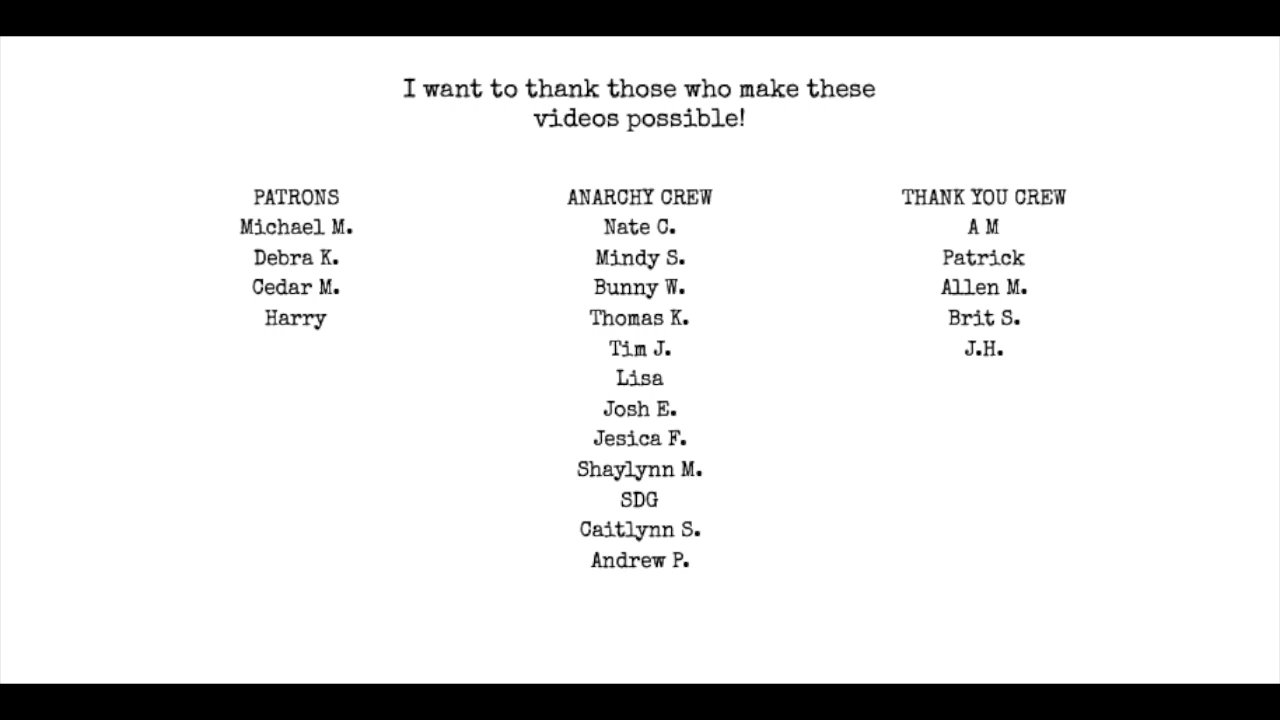 I want to thank those who make these
videos possible!
PATRONS
Michael M.
Debra K.
Cedar M.
Harry
ANARCHY CREW
Nate C.
Mindy S.
Bunny W.
Thomas K.
Tim J.
Lisa
Josh E.
Jesica F.
Shaylynn M.
SDG
Caitlynn S.
Andrew P.
THANK YOU CREW
A M
Patrick
Allen M.
Brit S.
J.H.